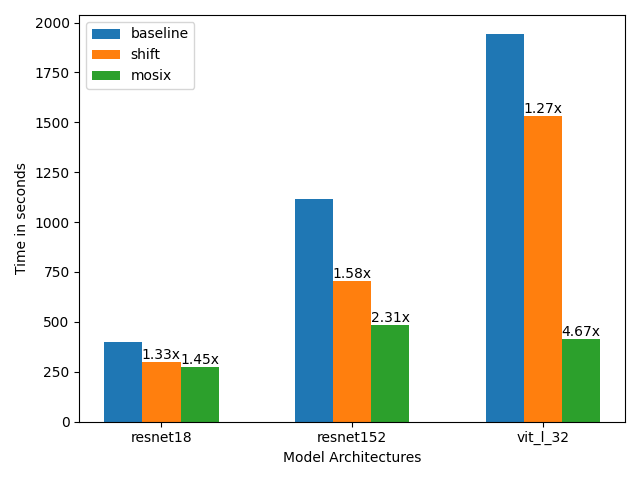 2000
1750
1500
1250
1000
750
500
250
0
Time in seconds
baseline
shift
mosix
1.33x
1.45x
1.58x
2.31x
1.27x
4.67x
resnet18
resnet152
vit_l_32
Model Architectures